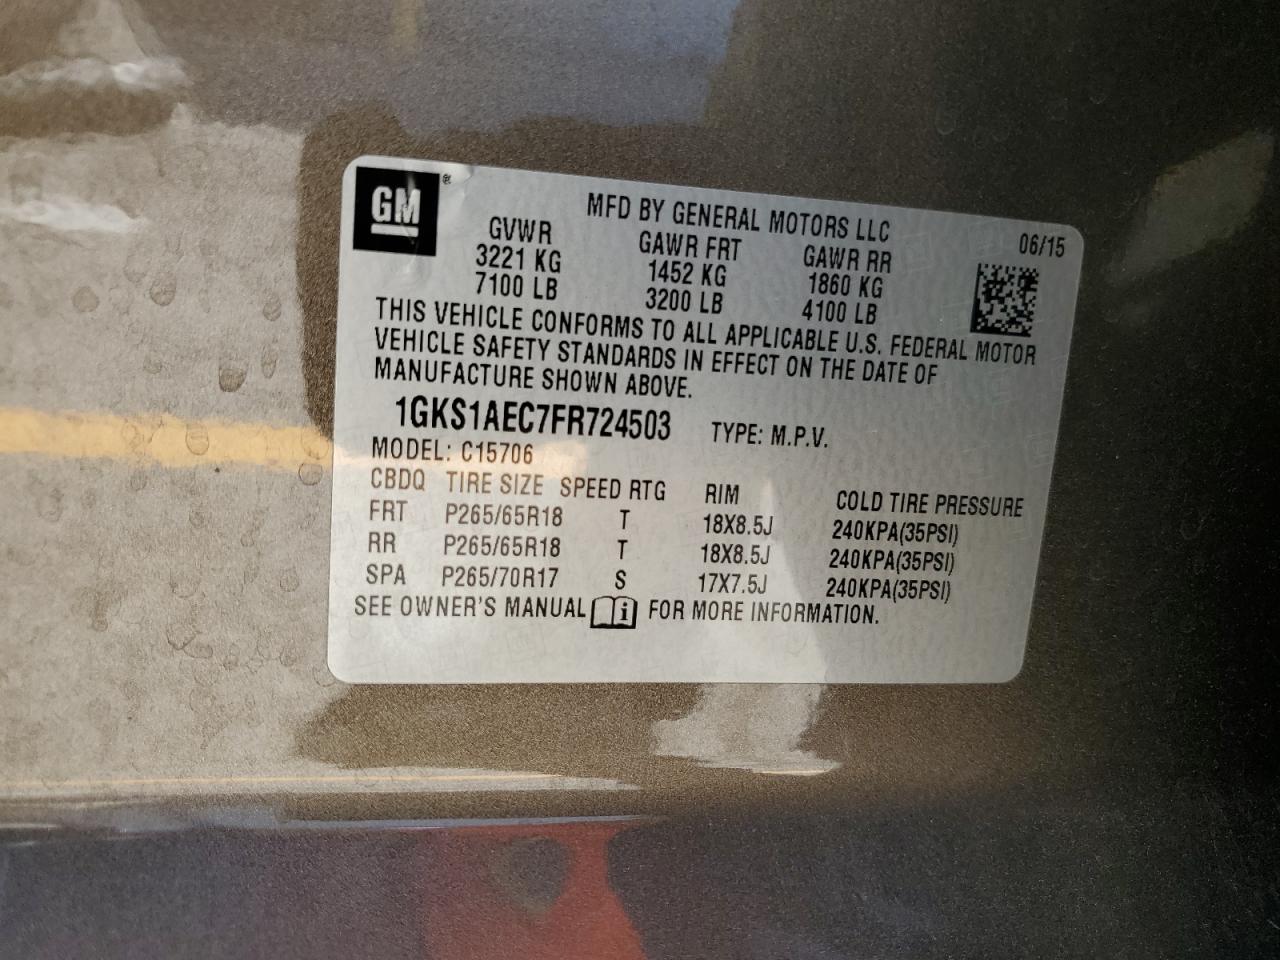 GM ®
MFD BY GENERAL MOTORS LLC
06/15
GVWR GAWR FRT GAWR RR
3221 KG 1452 KG 1860 KG
7100 LB 3200 LB 4100 LB
THIS VEHICLE CONFORMS TO ALL APPLICABLE U.S. FEDERAL MOTOR
VEHICLE SAFETY STANDARDS IN EFFECT ON THE DATE OF
MANUFACTURE SHOWN ABOVE.
1GKS1AEC7FR724503 TYPE: M.P.V.
MODEL: C15706
CBDQ TIRE SIZE SPEED RTG RIM COLD TIRE PRESSURE
FRT P265/65R18 T 18X8.5J 240KPA(35PSI)
RR P265/65R18 T 18X8.5J 240KPA(35PSI)
SPA P265/70R17 S 17X7.5J 240KPA(35PSI)
SEE OWNER'S MANUAL i FOR MORE INFORMATION.